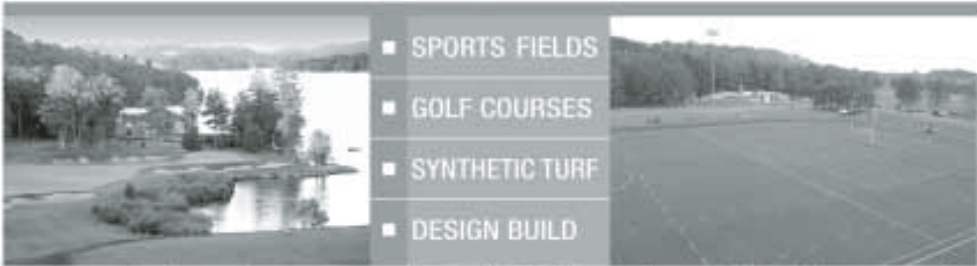 ▪ SPORTS FIELDS
▪ GOLF COURSES
▪ SYNTHETIC TURF
▪ DESIGN BUILD